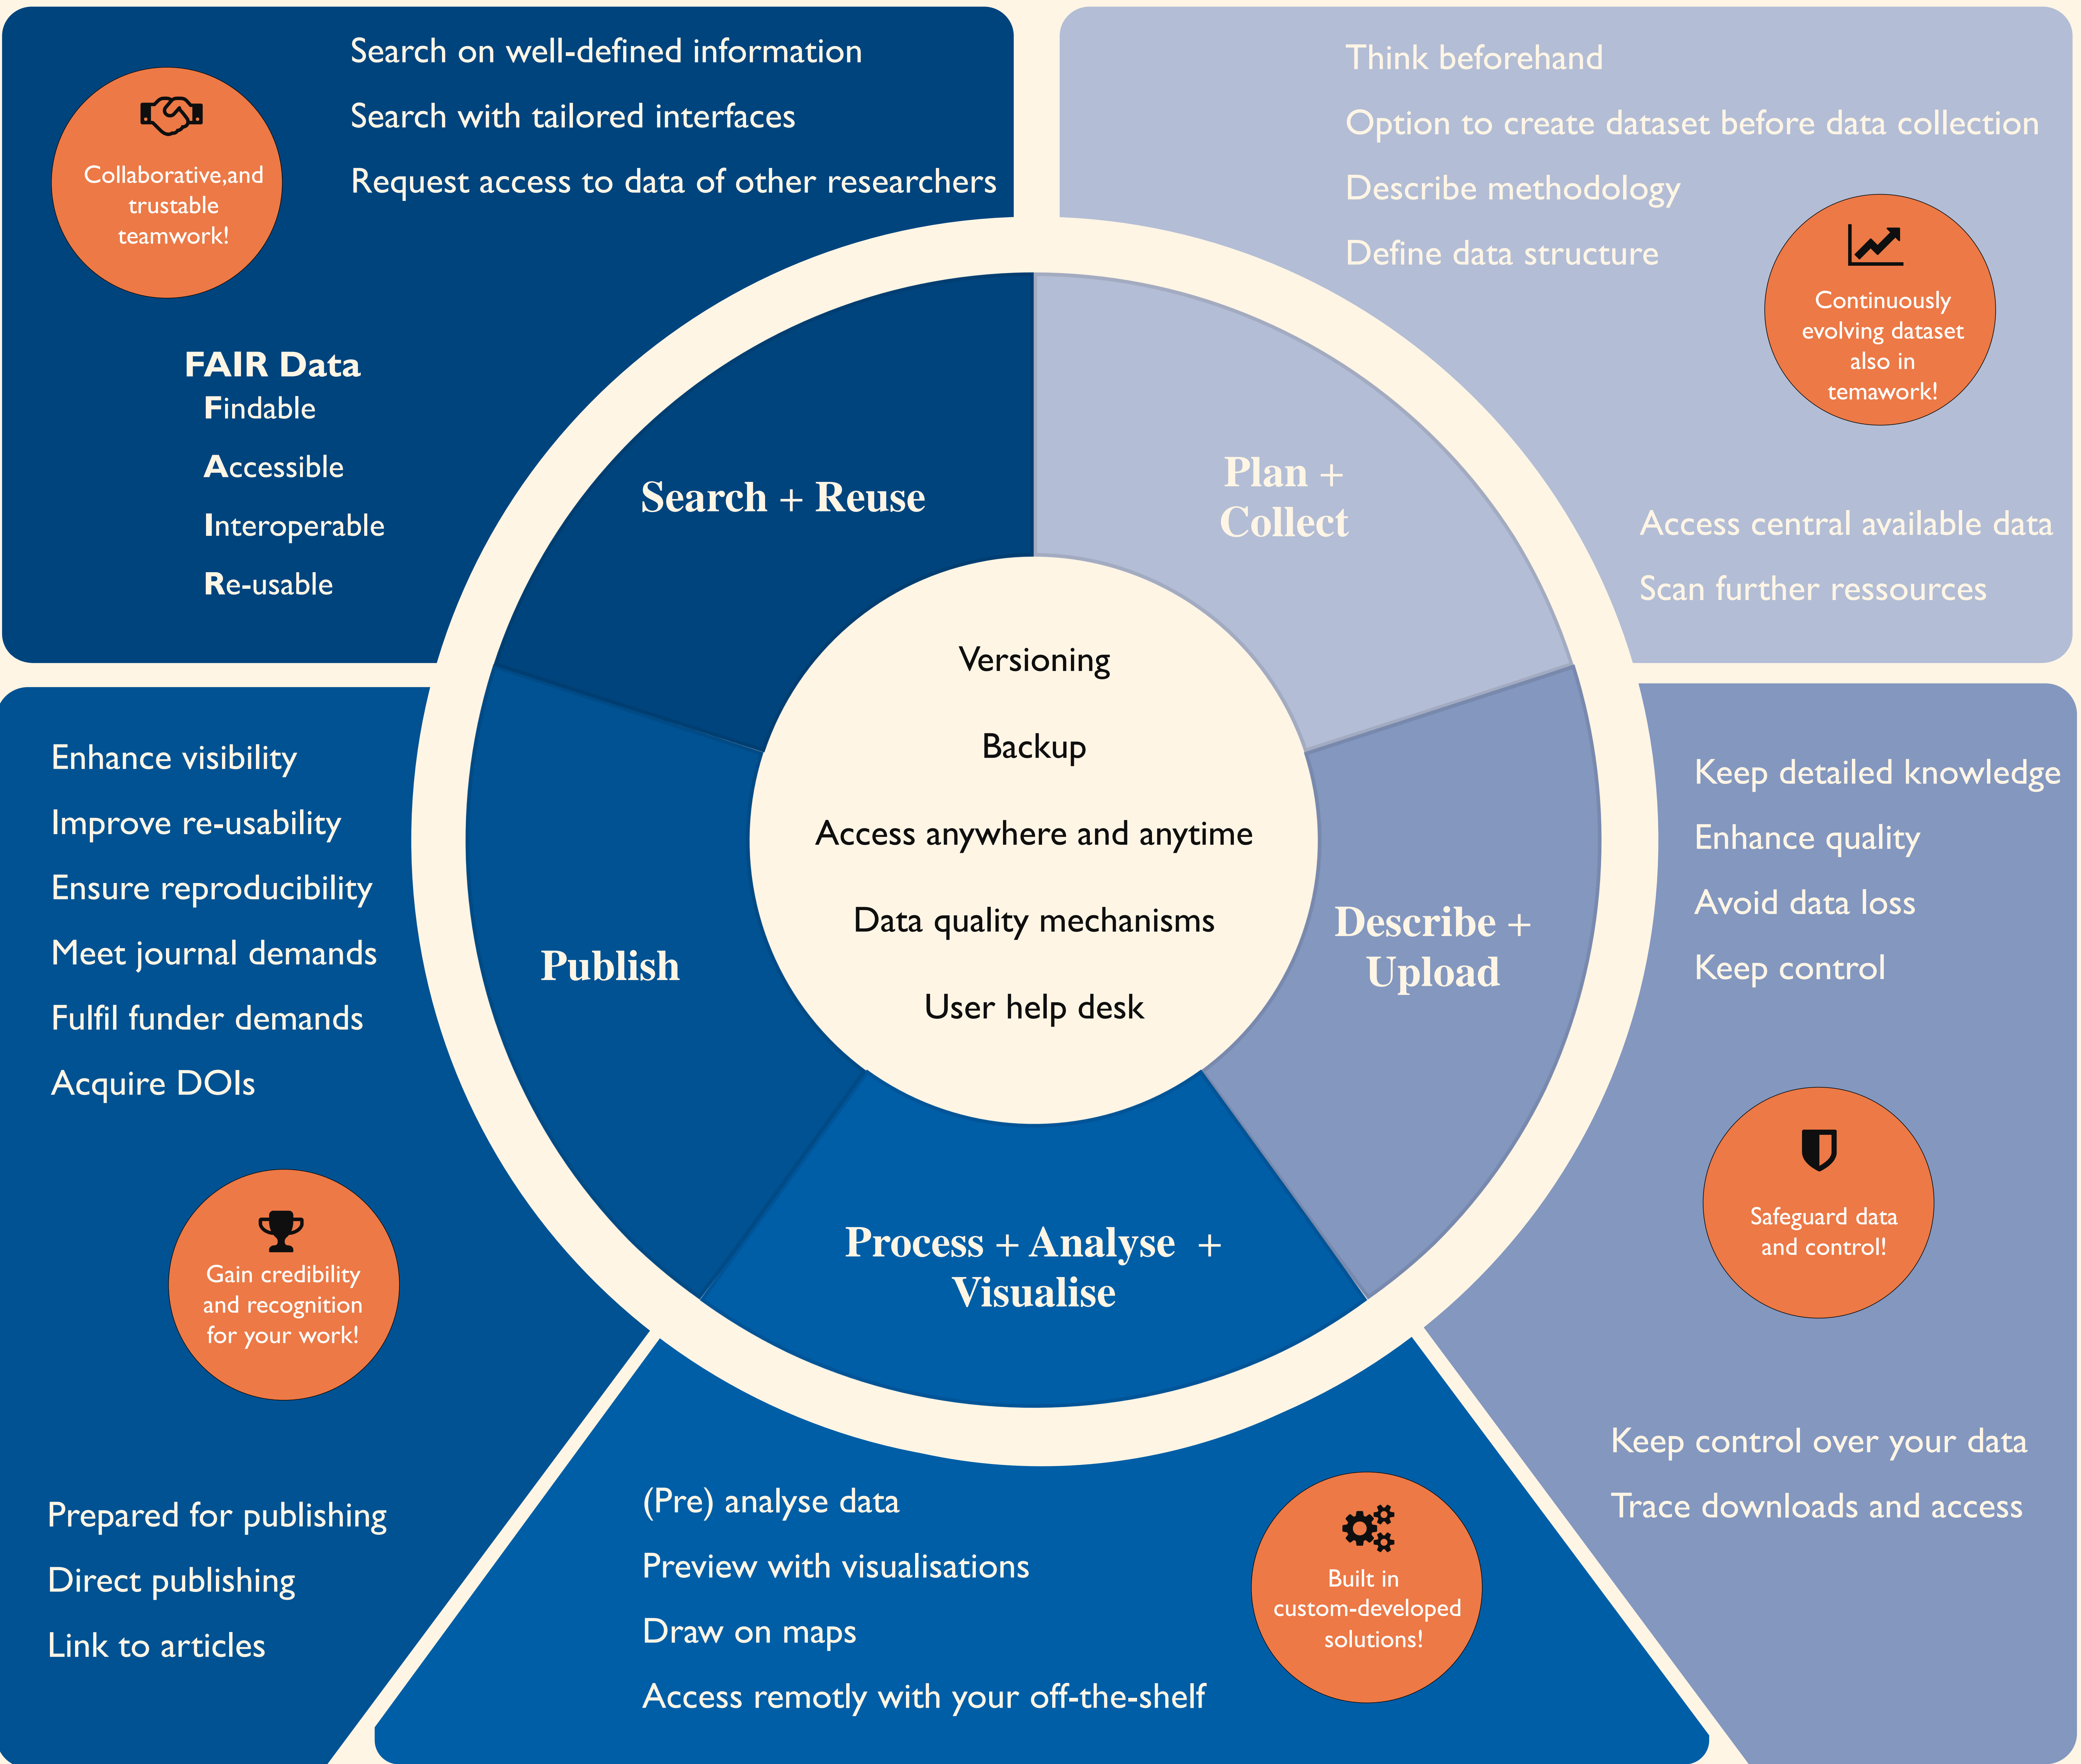 Search on well-defined information
Search with tailored interfaces
Request access to data of other researchers
Collaborative,and
trustable
teamwork!
FAIR Data
Findable
Accessible
Interoperable
Re-usable
Think beforehand
Option to create dataset before data collection
Describe methodology
Define data structure
Continuously
evolving dataset
also in
temawork!
Access central available data
Scan further ressources
Search + Reuse
Plan +
Collect
Versioning
Backup
Access anywhere and anytime
Data quality mechanisms
User help desk
Describe +
Upload
Publish
Process + Analyse +
Visualise
Keep detailed knowledge
Enhance quality
Avoid data loss
Keep control
Safeguard data
and control!
Keep control over your data
Trace downloads and access
Enhance visibility
Improve re-usability
Ensure reproducibility
Meet journal demands
Fulfil funder demands
Acquire DOIs
Gain credibility
and recognition
for your work!
Prepared for publishing
Direct publishing
Link to articles
(Pre) analyse data
Preview with visualisations
Draw on maps
Access remotly with your off-the-shelf
Built in
custom-developed
solutions!